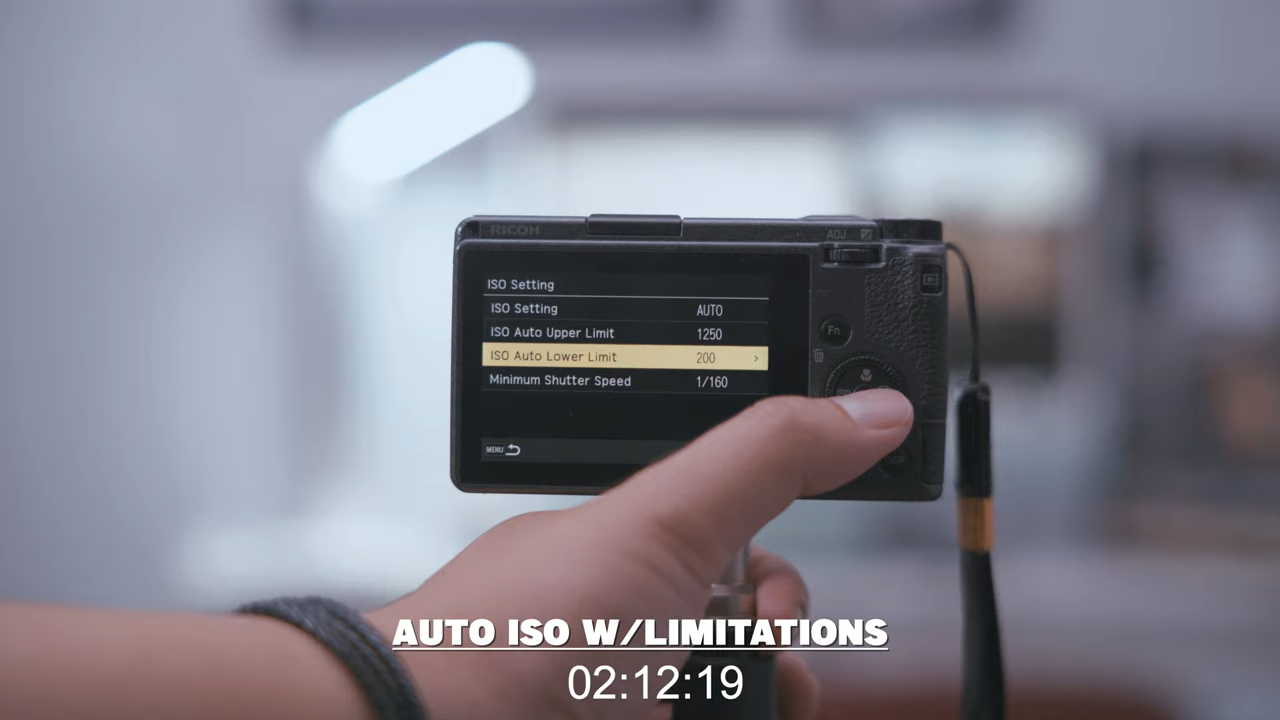 RICOH
ADJ
ISO Setting
ISO Setting AUTO
ISO Auto Upper Limit 1250
ISO Auto Lower Limit 200 >
Minimum Shutter Speed 1/160
Fn
MENU
AUTO ISO W/LIMITATIONS
02:12:19